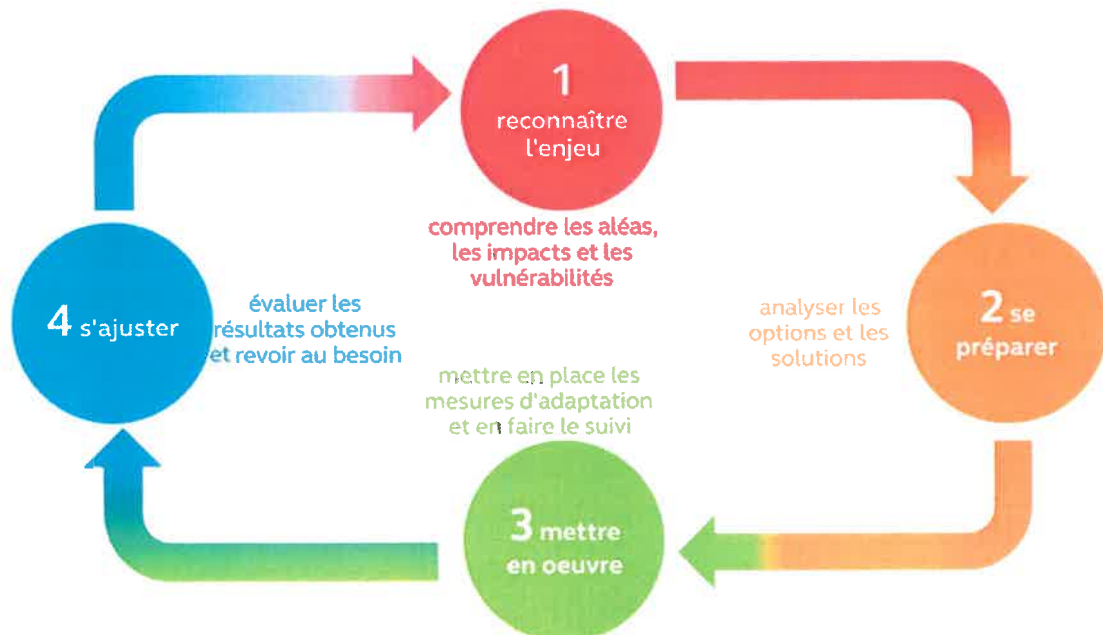 1
reconnaître
l'enjeu
comprendre les aléas,
les impacts et les
vulnérabilités
2 se
préparer
analyser les
options et les
solutions
3 mettre
en oeuvre
mettre en place les
mesures d'adaptation
et en faire le suivi
4 s'ajuster
évaluer les
résultats obtenus
et revoir au besoin